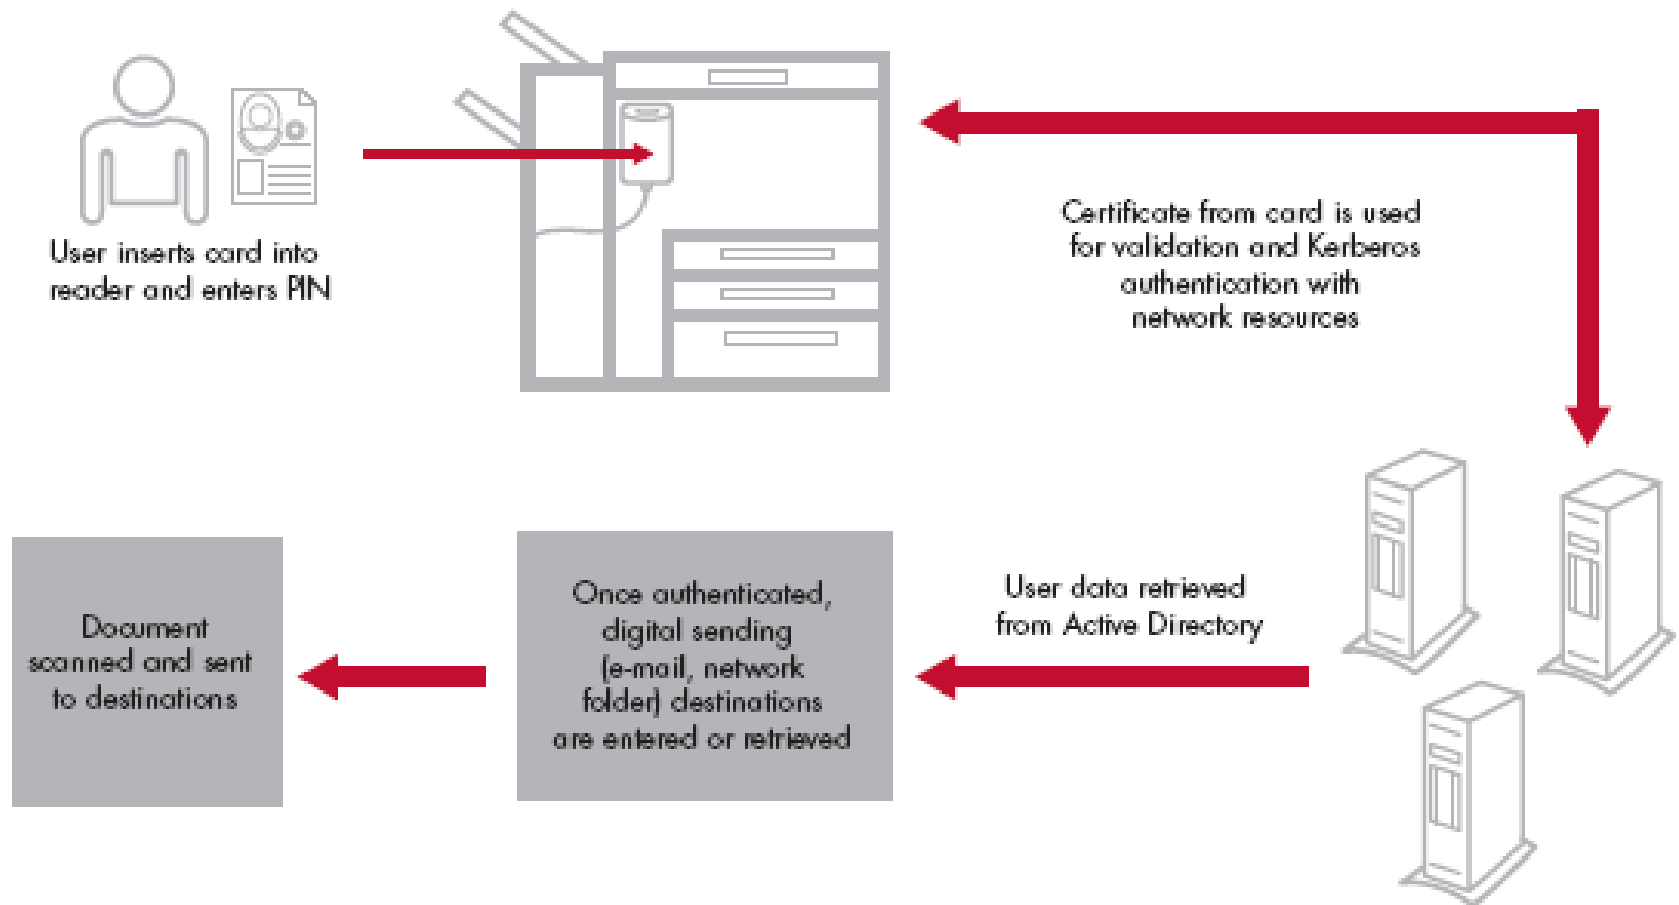 User inserts card into
reader and enters PIN
Certificate from card is used
for validation and Kerberos
authentication with
network resources
User data retrieved
from Active Directory
Once authenticated,
digital sending
(e-mail, network
folder) destinations
are entered or retrieved
Document
scanned and sent
to destinations